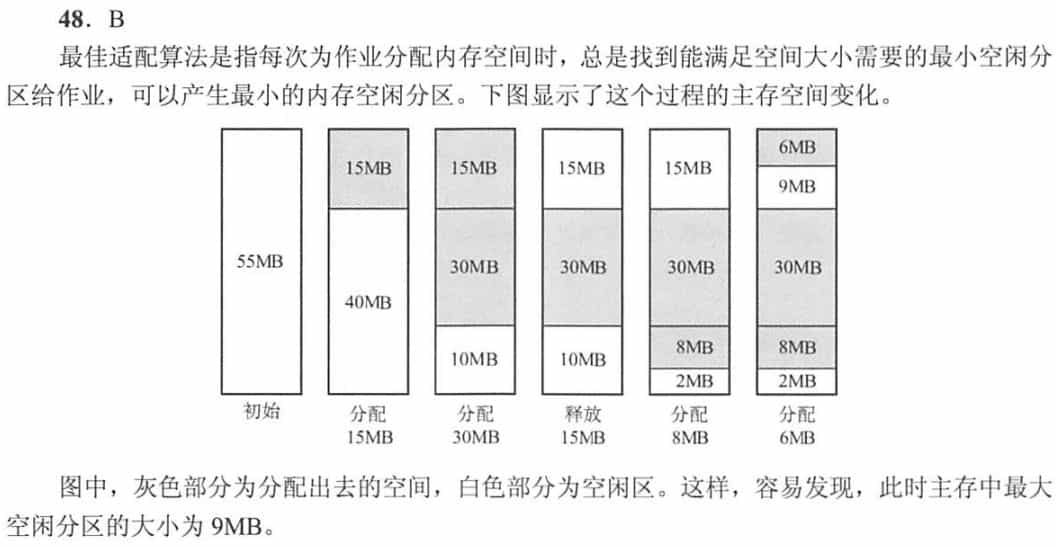 48．B
最佳适配算法是指每次为作业分配内存空间时，总是找到能满足空间大小需要的最小空闲分
区给作业，可以产生最小的内存空闲分区。下图显示了这个过程的主存空间变化。
55MB
初始
15MB
40MB
分配
15MB
15MB
30MB
10MB
分配
30MB
15MB
30MB
10MB
释放
15MB
15MB
30MB
8MB
2MB
分配
8MB
6MB
9MB
30MB
8MB
2MB
分配
6MB
图中，灰色部分为分配出去的空间，白色部分为空闲区。这样，容易发现，此时主存中最大
空闲分区的大小为 9MB。